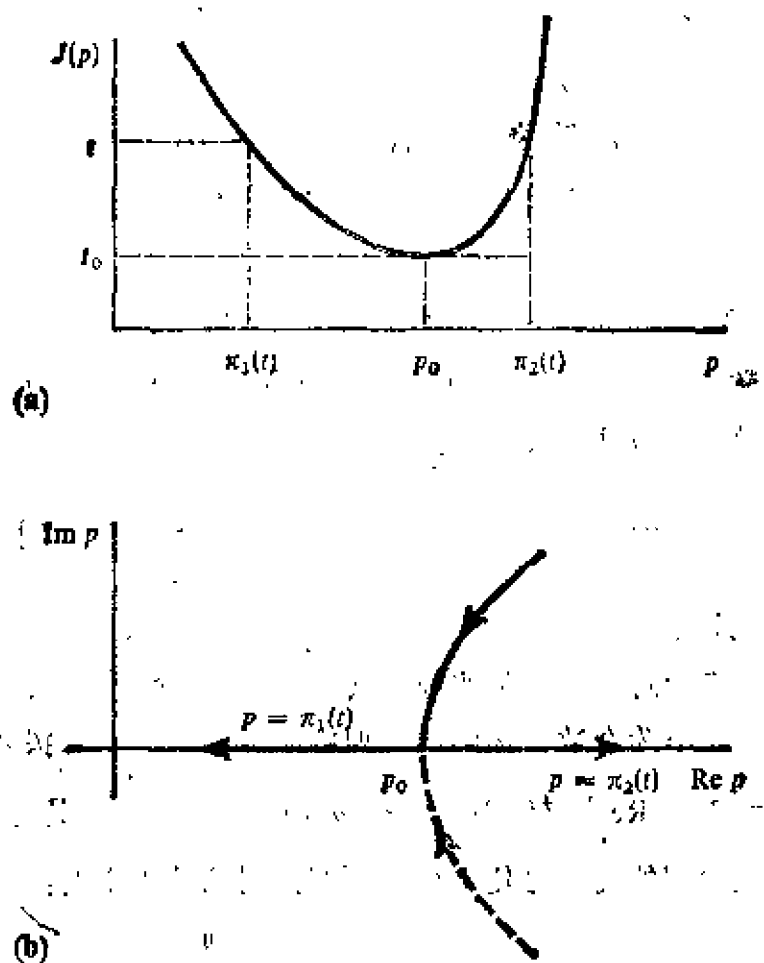 J(p)
t
t₀
π₁(t) p₀ π₂(t) p
(a)
Im p
p = π₁(t)
p₀ p = π₂(t) Re p
(b)